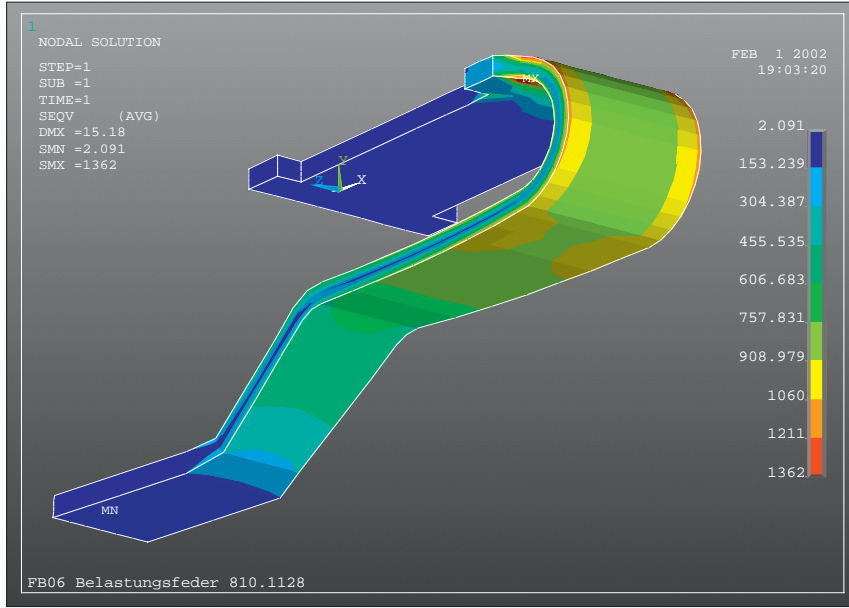 1
NODAL SOLUTION
STEP=1
SUB =1
TIME=1
SEQV (AVG)
DMX =15.18
SMN =2.091
SMX =1362
FEB 1 2002
19:03:20
MX
Y
Z
X
MN
2.091
153.239
304.387
455.535
606.683
757.831
908.979
1060
1211
1362
FB06 Belastungsfeder 810.1128